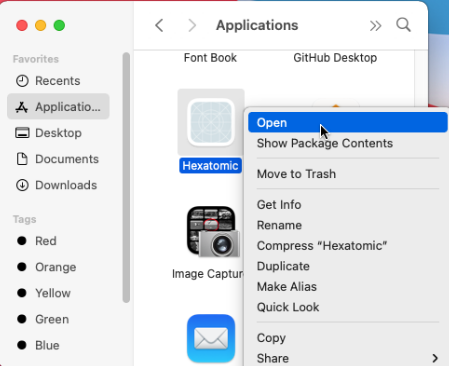 Applications
Favorites
Recents
Applicatio...
Desktop
Documents
Downloads
Tags
Red
Orange
Yellow
Green
Blue
Font Book
GitHub Desktop
Hexatomic
Image Captur
Open
Show Package Contents
Move to Trash
Get Info
Rename
Compress “Hexatomic”
Duplicate
Make Alias
Quick Look
Copy
Share